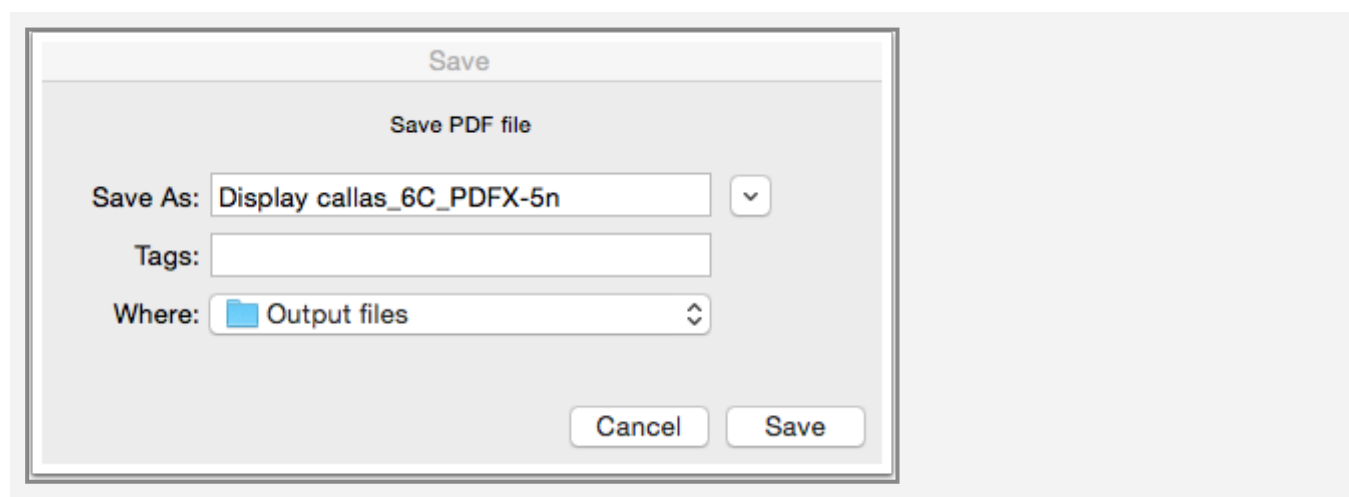 Save
Save PDF file
Save As: Display callas_6C_PDFX-5n
Tags:
Where: Output files
Cancel Save